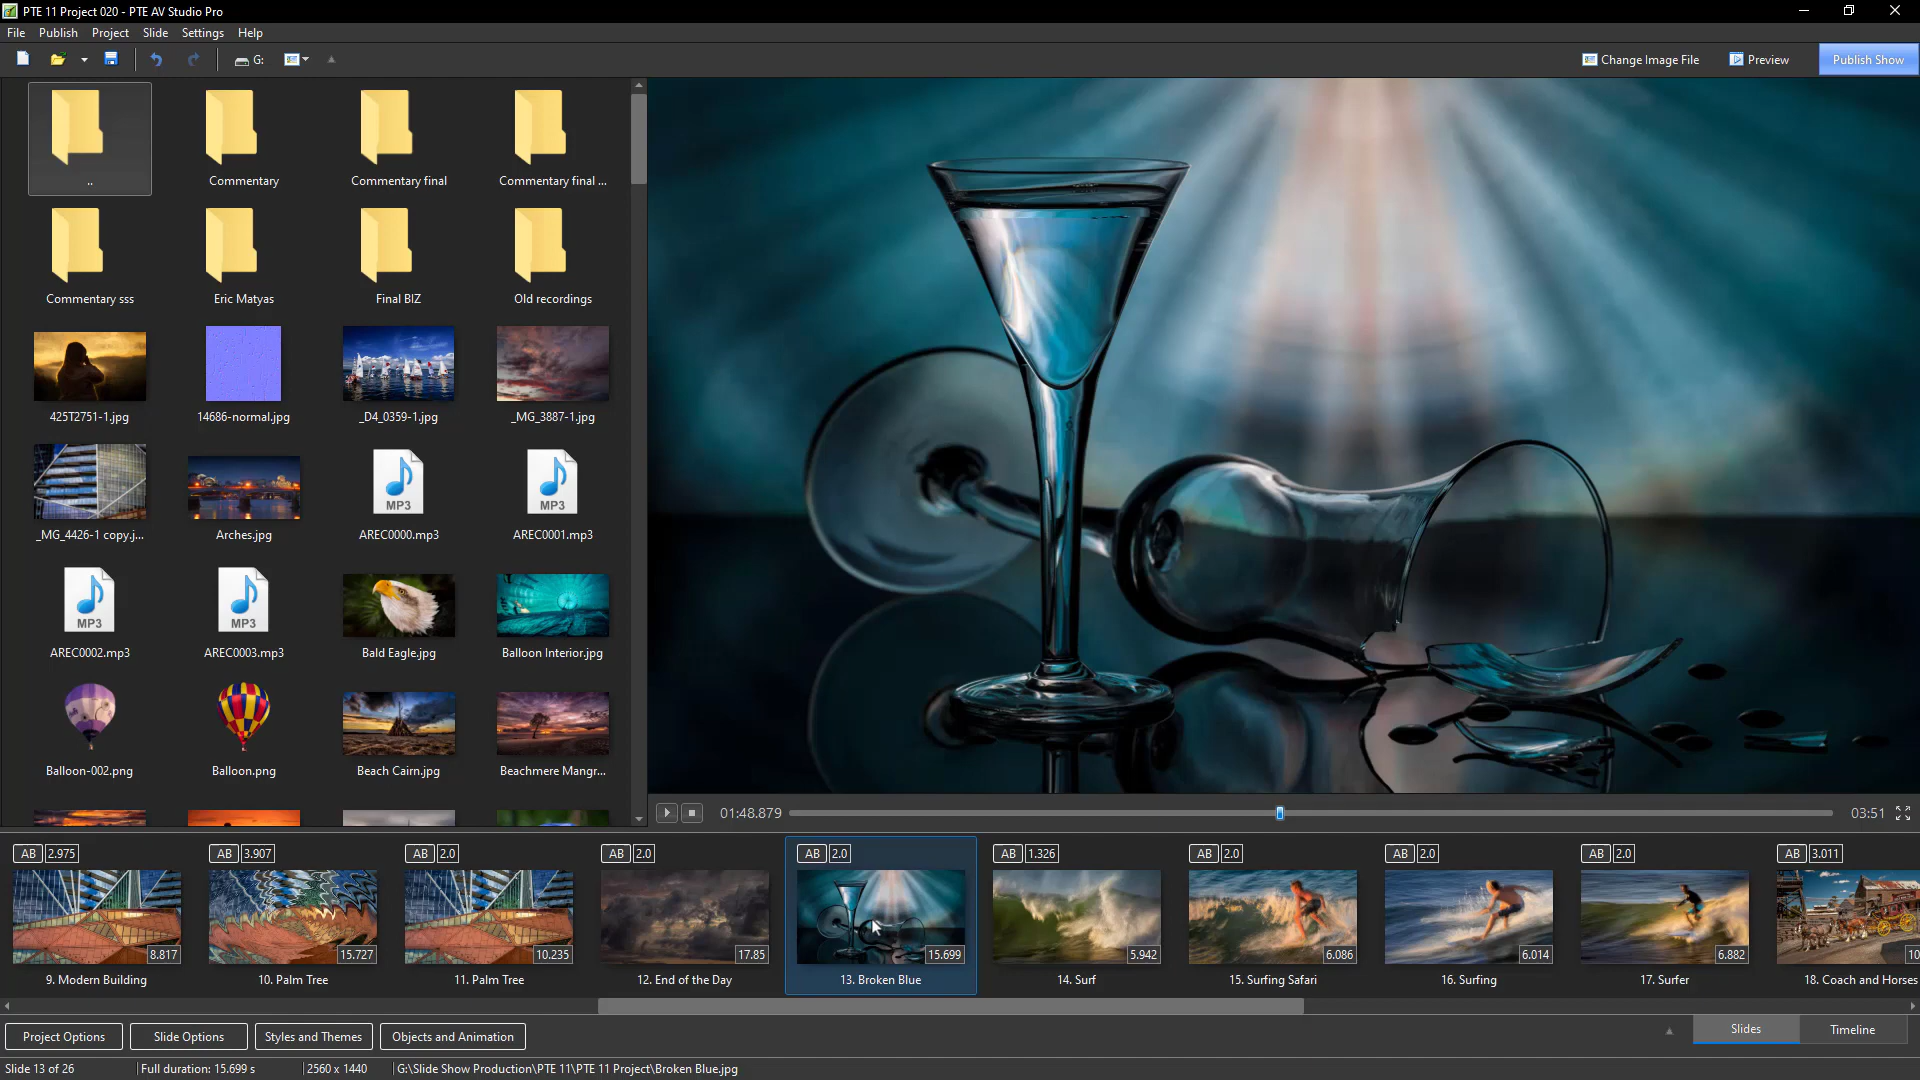 PTE 11 Project 020 - PTE AV Studio Pro
File Publish Project Slide Settings Help
G: Change Image File Preview Publish Show
.. Commentary Commentary final Commentary final ...
Commentary sss Eric Matyas Final BIZ Old recordings
425T2751-1.jpg 14686-normal.jpg _D4_0359-1.jpg _MG_3887-1.jpg
MP3 MP3
_MG_4426-1 copy.j... Arches.jpg AREC0000.mp3 AREC0001.mp3
MP3 MP3
AREC0002.mp3 AREC0003.mp3 Bald Eagle.jpg Balloon Interior.jpg
Balloon-002.png Balloon.png Beach Cairn.jpg Beachmere Mangr...
01:48.879 03:51
AB 2.975 AB 3.907 AB 2.0 AB 2.0 AB 2.0 AB 1.326 AB 2.0 AB 2.0 AB 2.0 AB 3.011
8.817 15.727 10.235 17.85 15.699 5.942 6.086 6.014 6.882 10
9. Modern Building 10. Palm Tree 11. Palm Tree 12. End of the Day 13. Broken Blue 14. Surf 15. Surfing Safari 16. Surfing 17. Surfer 18. Coach and Horses
Project Options Slide Options Styles and Themes Objects and Animation Slides Timeline
Slide 13 of 26 Full duration: 15.699 s 2560 x 1440 G:\Slide Show Production\PTE 11\PTE 11 Project\Broken Blue.jpg